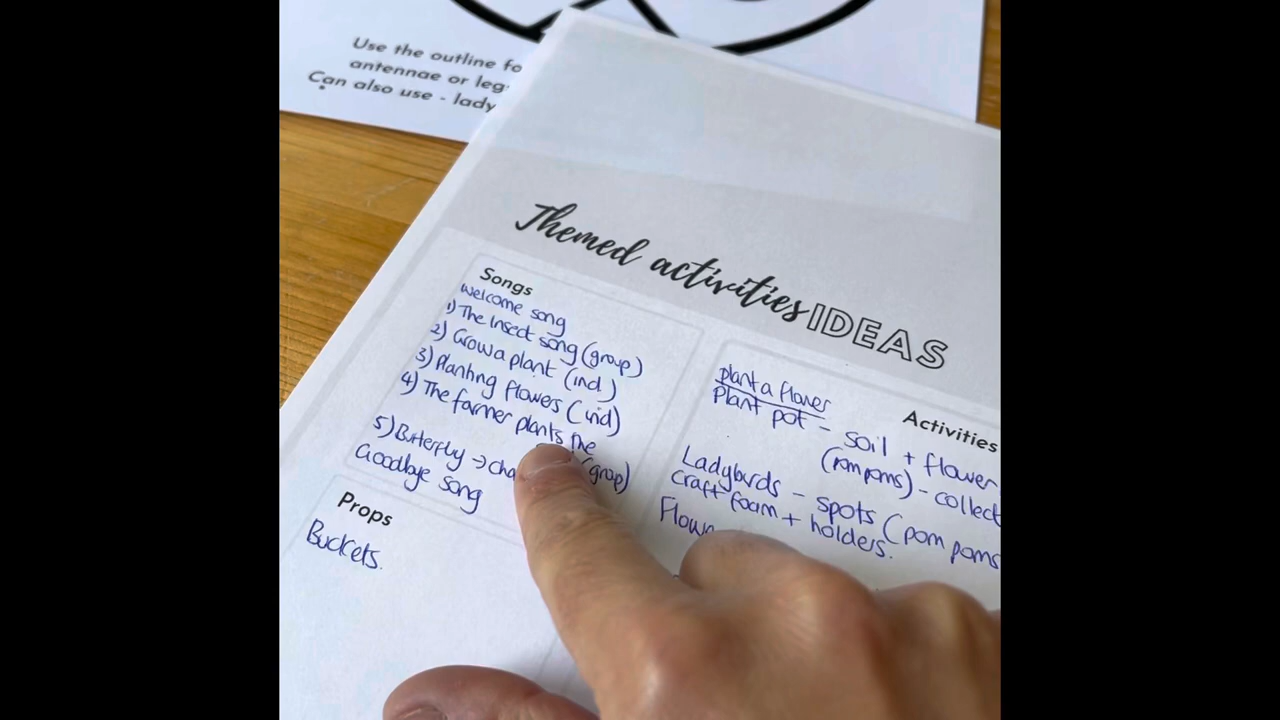 Use the outline fo
antennae or leg
Can also use - lady
Themed activities IDEAS
Songs
Welcome song
1) The Insect song (group)
2) Grow a plant (ind)
3) Planting flowers (ind)
4) The farmer plants the
(group)
5) Butterfly → cha
Goodbye song
Props
Buckets.
Activities
plant a flower
Plant pot - soil + flower
(pom poms) - collect
Ladybirds - spots (pom poms
craft foam + holders.
Flow